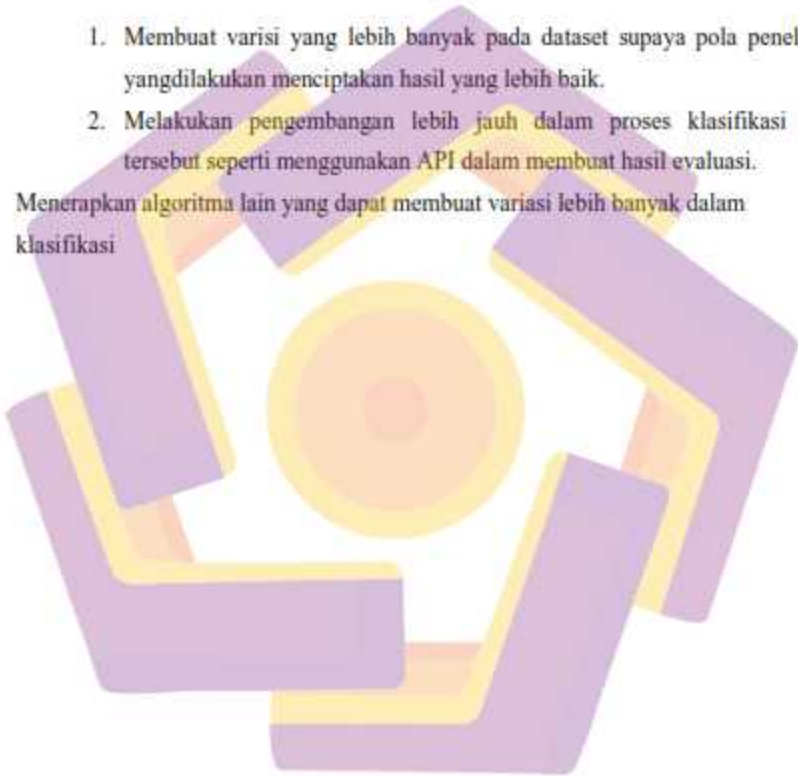 1. Membuat varisi yang lebih banyak pada dataset supaya pola penel
yangdilakukan menciptakan hasil yang lebih baik.
2. Melakukan pengembangan lebih jauh dalam proses klasifikasi
tersebut seperti menggunakan API dalam membuat hasil evaluasi.
Menerapkan algoritma lain yang dapat membuat variasi lebih banyak dalam
klasifikasi